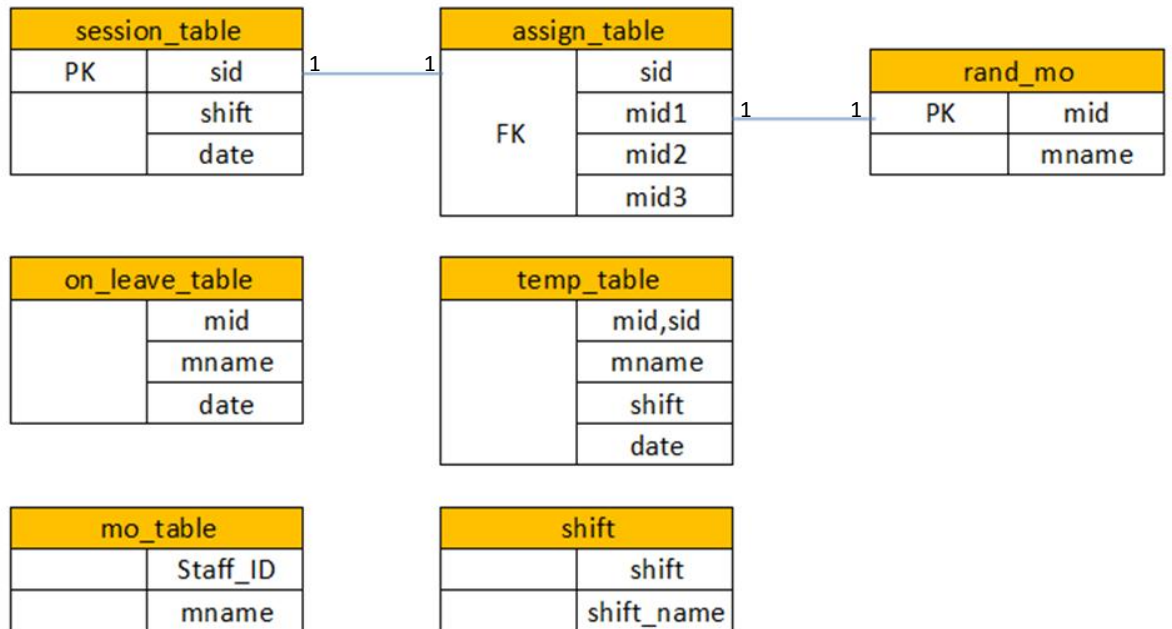 session_table
PK sid
shift
date
1 1
assign_table
FK
sid
mid1
mid2
mid3
1 1
rand_mo
PK mid
mname
on_leave_table
mid
mname
date
temp_table
mid,sid
mname
shift
date
mo_table
Staff_ID
mname
shift
shift
shift_name